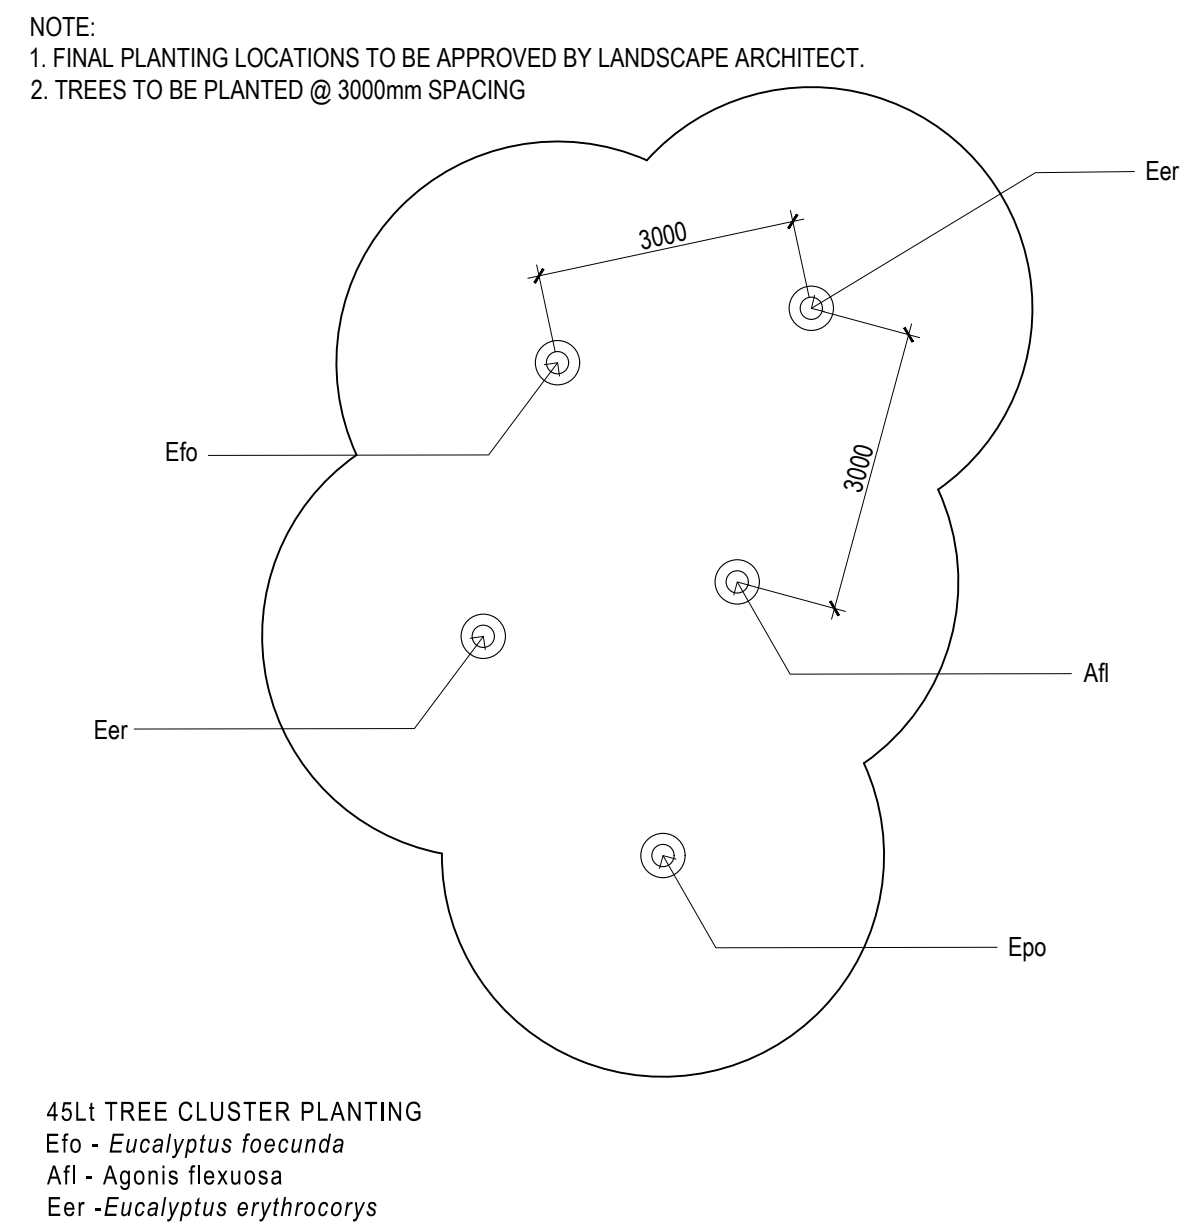 NOTE:
1. FINAL PLANTING LOCATIONS TO BE APPROVED BY LANDSCAPE ARCHITECT.
2. TREES TO BE PLANTED @ 3000mm SPACING
Eer
3000
3000
Efo
Afl
Eer
Epo
45Lt TREE CLUSTER PLANTING
Efo - Eucalyptus foecunda
Afl - Agonis flexuosa
Eer -Eucalyptus erythrocorys